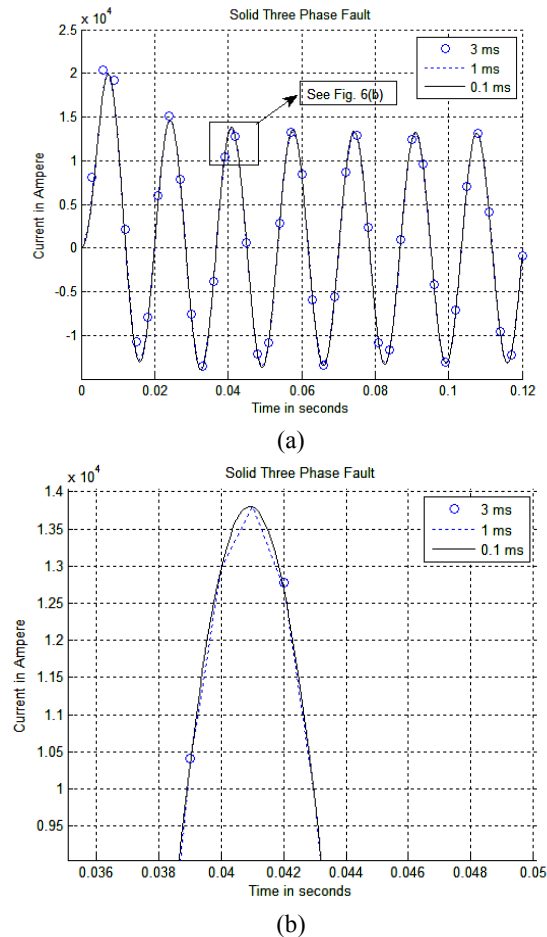 Solid Three Phase Fault
x 10⁴
2.5
2
1.5
1
0.5
0
-0.5
-1
0
0.02
0.04
0.06
0.08
0.1
0.12
3 ms
1 ms
0.1 ms
See Fig. 6(b)
Current in Ampere
Time in seconds
(a)
Solid Three Phase Fault
x 10⁴
1.4
1.35
1.3
1.25
1.2
1.15
1.1
1.05
1
0.95
0.036
0.038
0.04
0.042
0.044
0.046
0.048
0.05
3 ms
1 ms
0.1 ms
Current in Ampere
Time in seconds
(b)